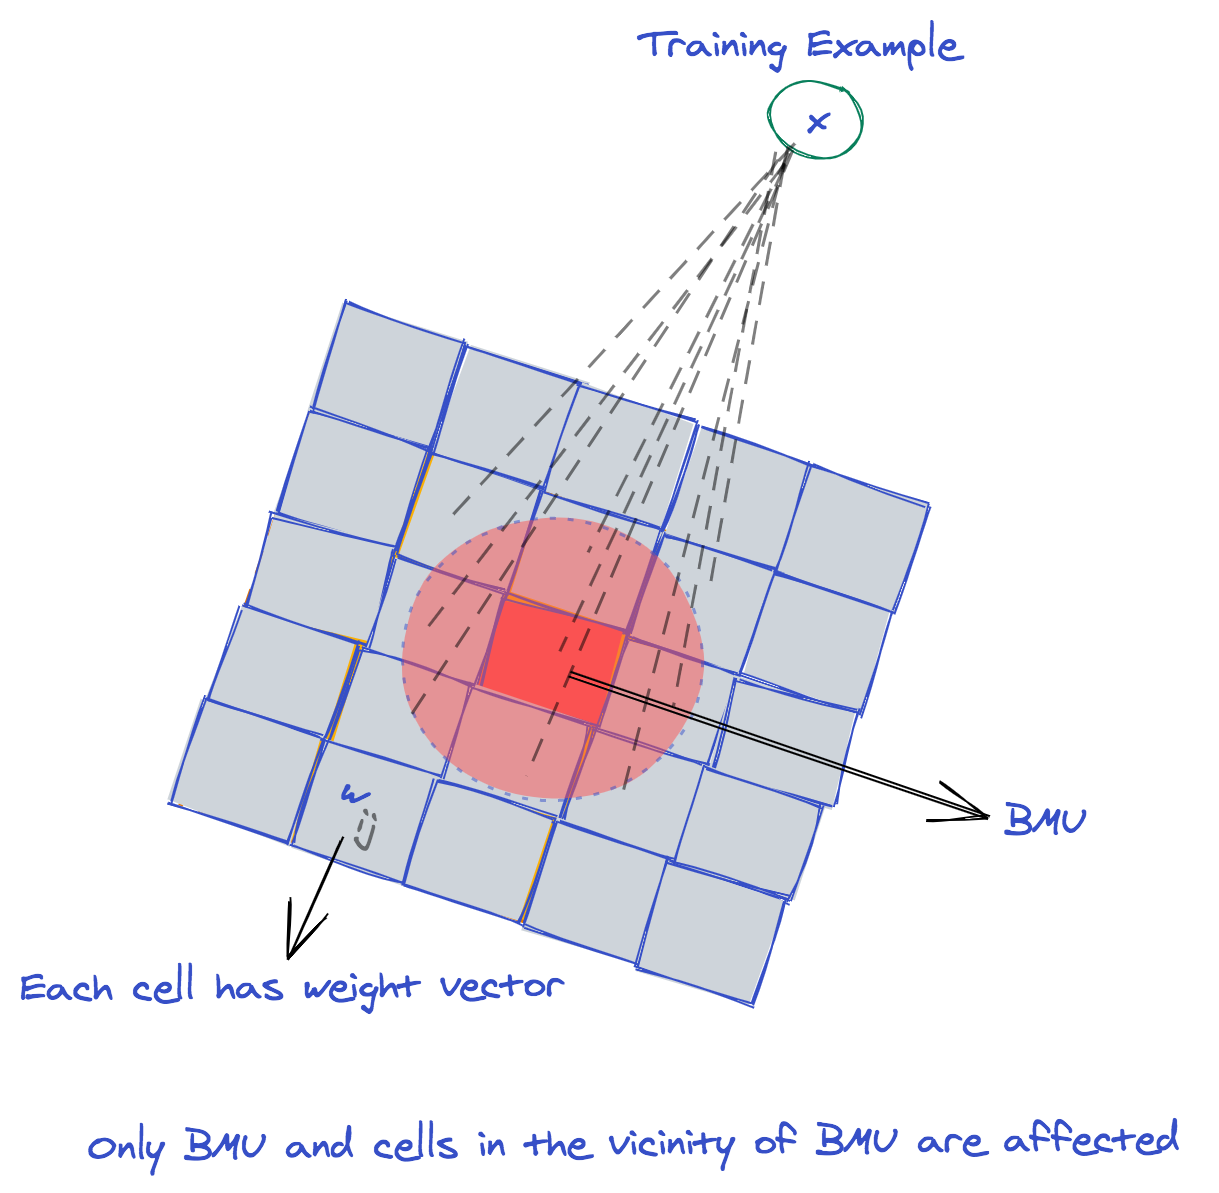 Training Example
x
BMU
w
ij
Each cell has weight vector
Only BMU and cells in the vicinity of BMU are affected